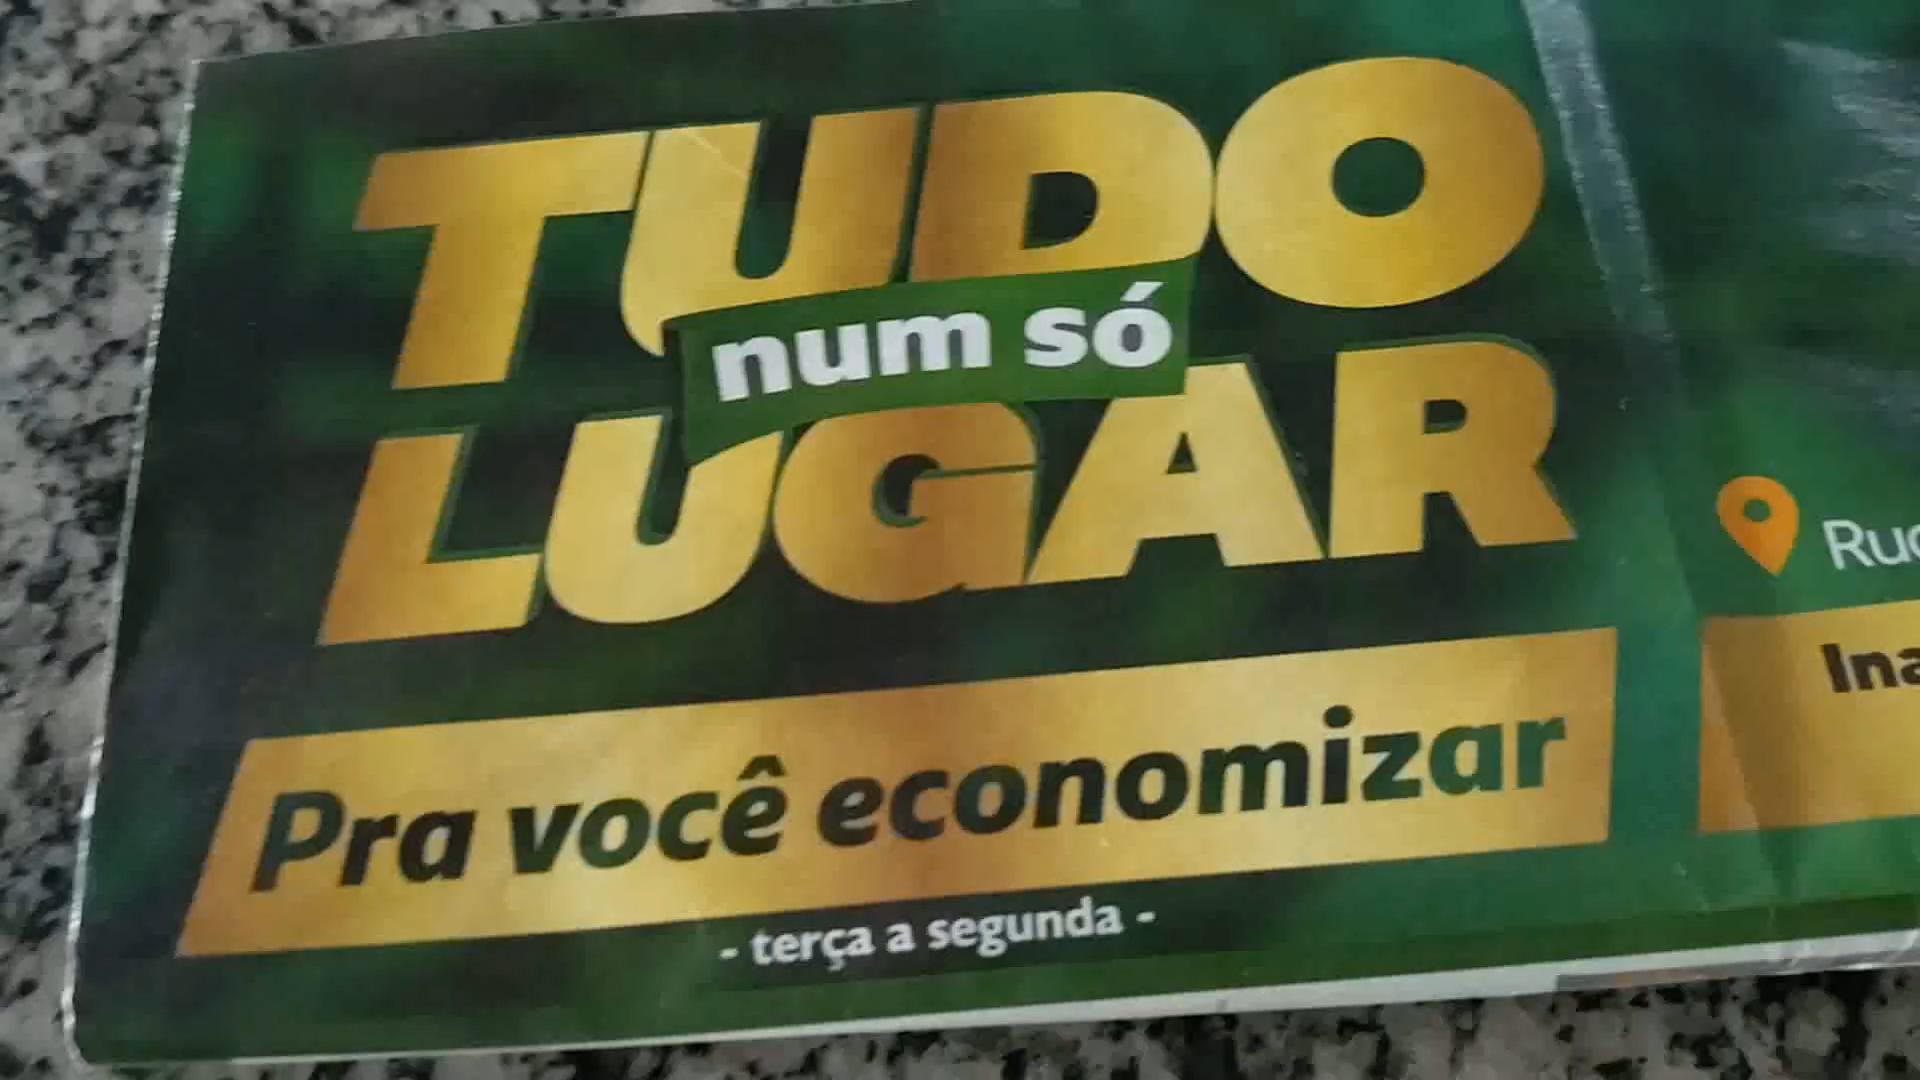 TUDO
num só
LUGAR
Pra você economizar
- terça a segunda -